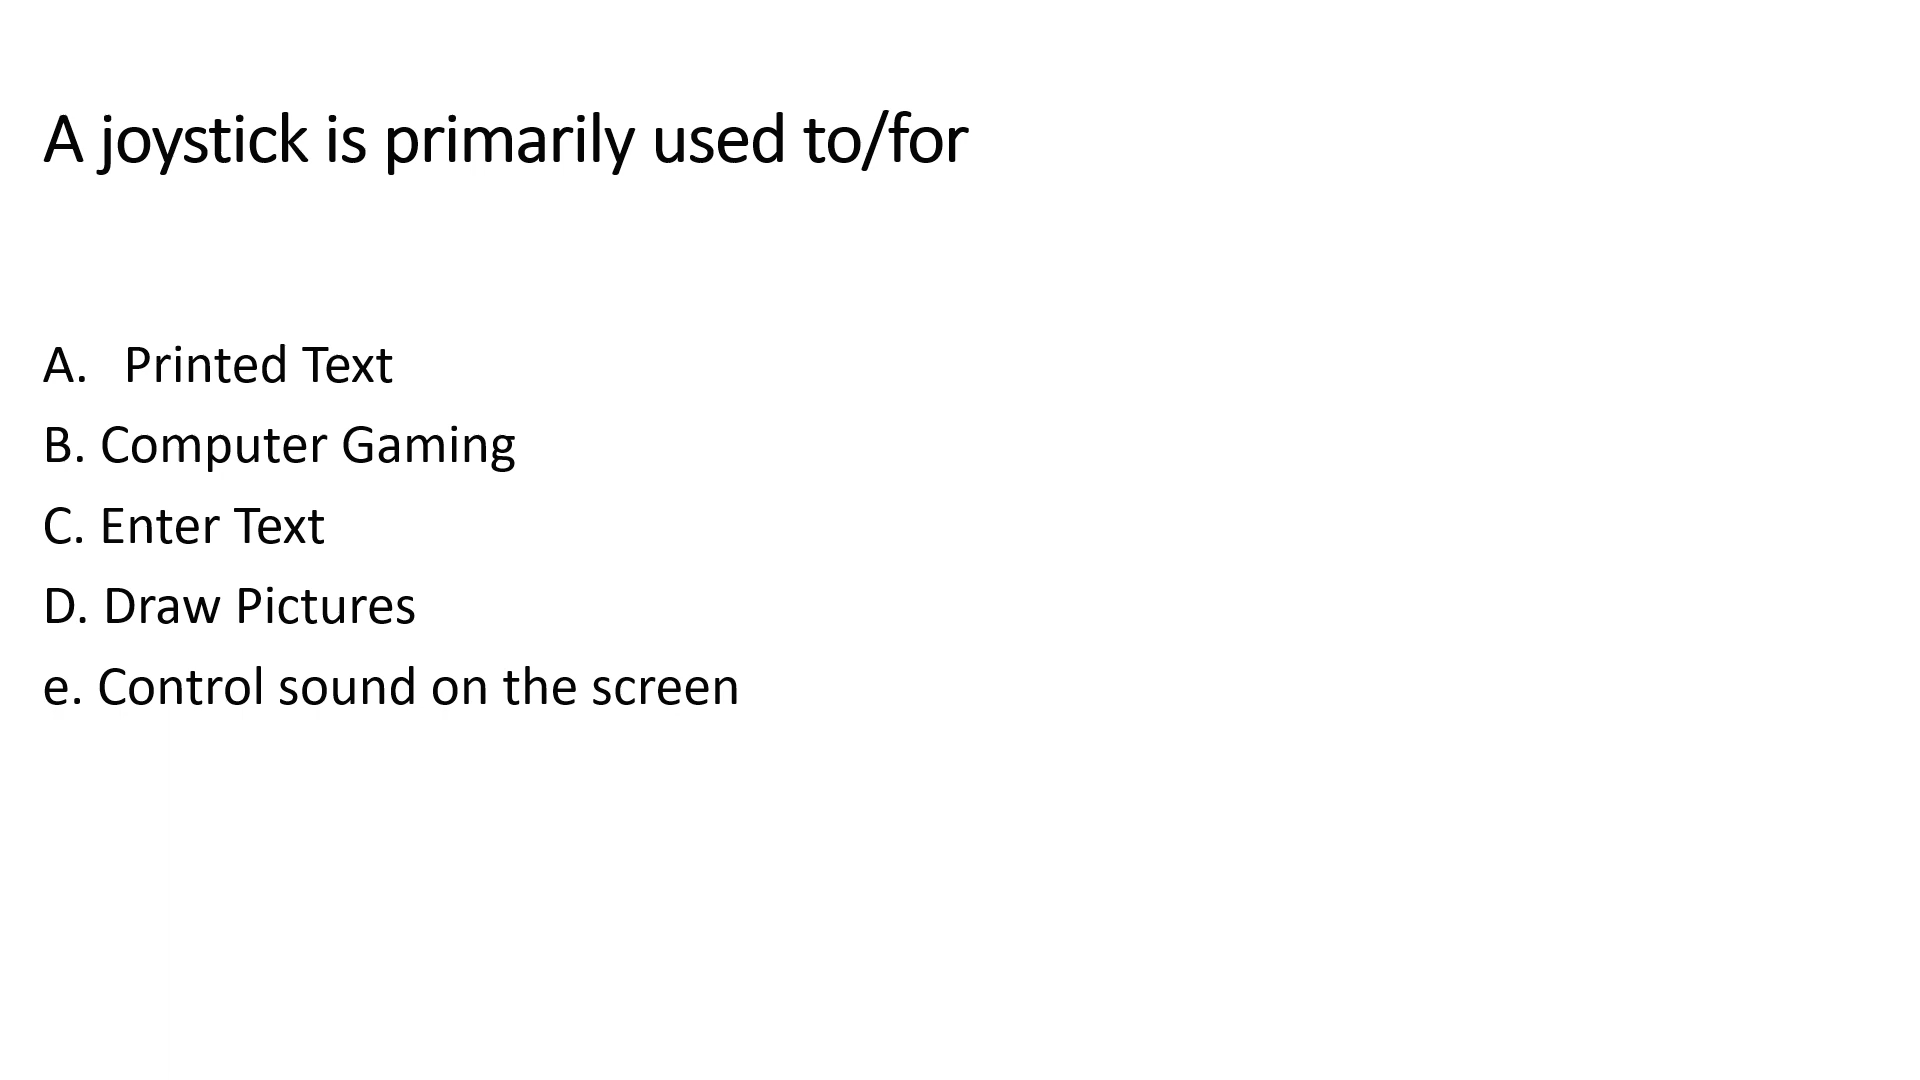 A joystick is primarily used to/for
A. Printed Text
B. Computer Gaming
C. Enter Text
D. Draw Pictures
e. Control sound on the screen